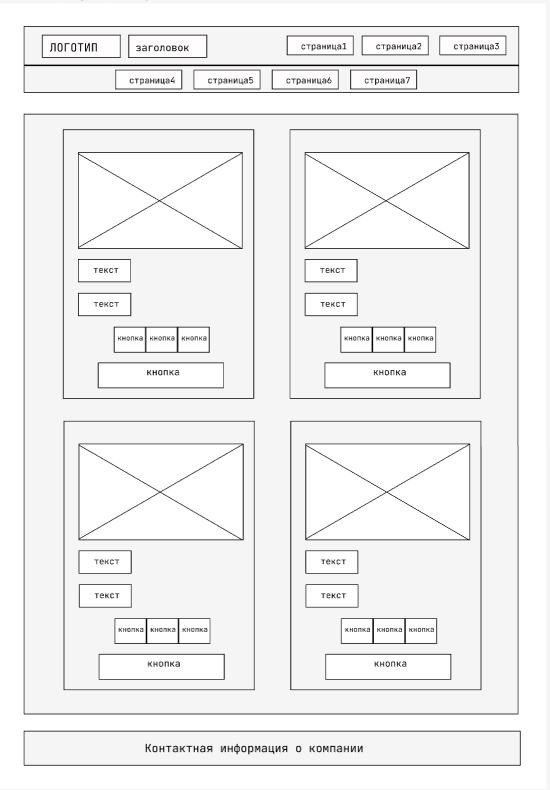 ЛОГОТИП заголовок страница1 страница2 страница3
страница4 страница5 страница6 страница7
текст текст
текст текст
кнопка кнопка кнопка кнопка кнопка кнопка
кнопка кнопка
текст текст
текст текст
кнопка кнопка кнопка кнопка кнопка кнопка
кнопка кнопка
Контактная информация о компании